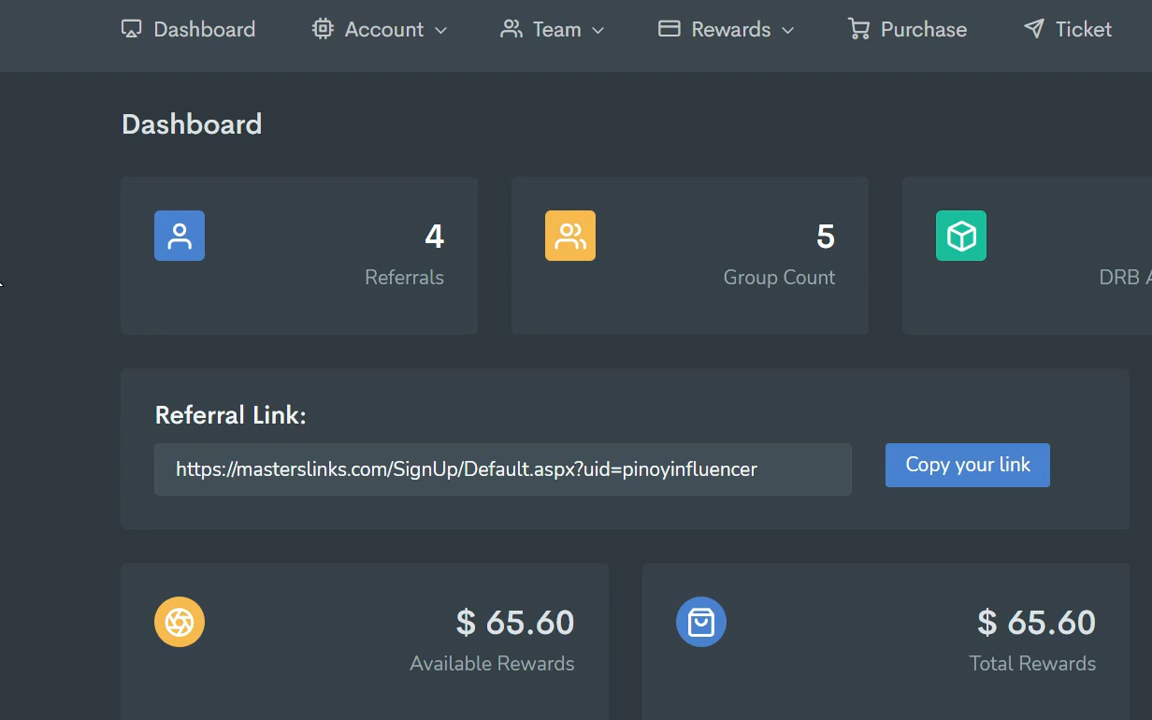 Dashboard Account Team Rewards Purchase Ticket
Dashboard
4 5
Referrals Group Count DRB
Referral Link:
https://masterslinks.com/SignUp/Default.aspx?uid=pinoyinfluencer Copy your link
$ 65.60 $ 65.60
Available Rewards Total Rewards